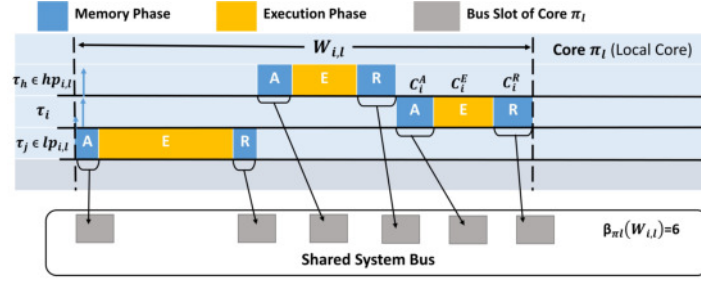 Memory Phase Execution Phase Bus Slot of Core π_l
W_{i,l} Core π_l (Local Core)
τ_h ∈ hp_{i,l} A E R C_i^A C_i^E C_i^R
τ_i A E R
τ_j ∈ lp_{i,l} A E R
β_{πl}(W_{i,l})=6
Shared System Bus